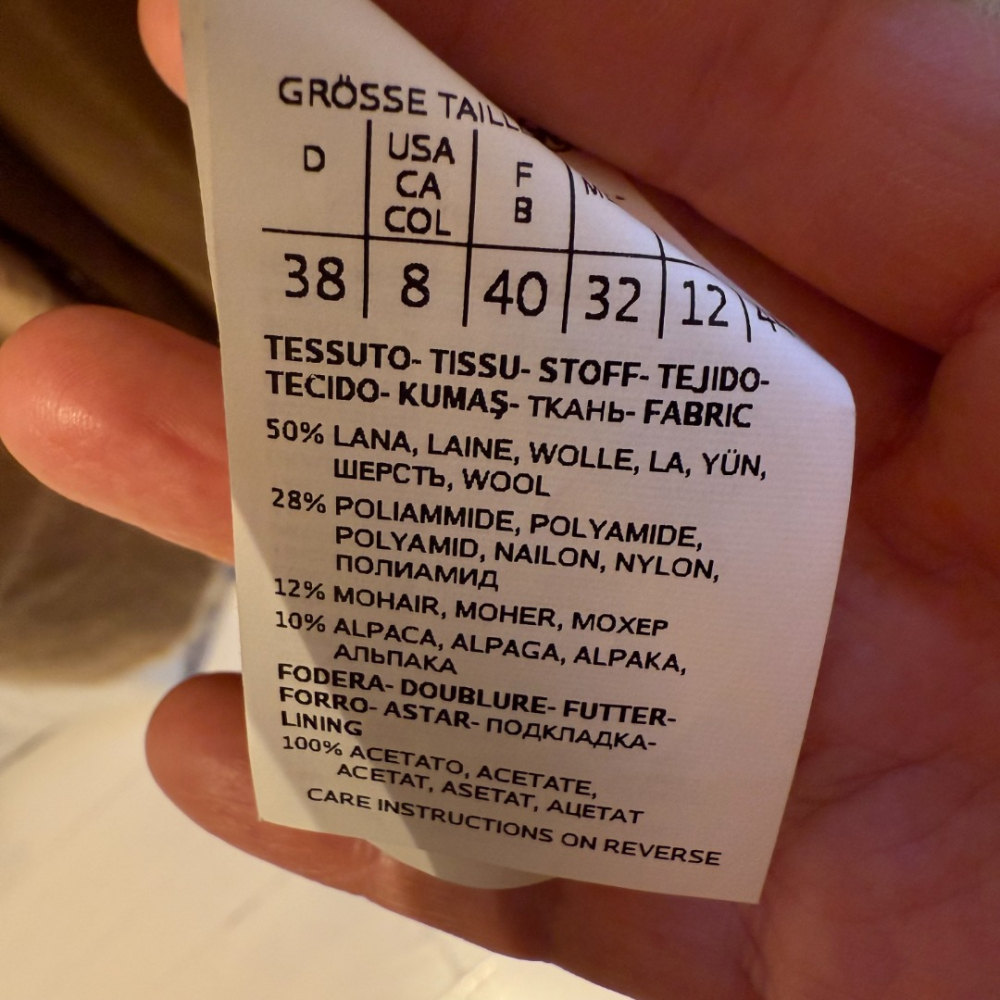 GRÖSSE
D
USA
CA
COL
F
B
38 8 40 32 12
TESSUTO- TISSU- STOFF- TEJIDO-
TECIDO- KUMAŞ- ТКАНЬ- FABRIC
50% LANA, LAINE, WOLLE, LA, YÜN,
ШЕРСТЬ, WOOL
28% POLIAMMIDE, POLYAMIDE,
POLYAMID, NAILON, NYLON,
ПОЛИАМИД
12% MOHAIR, MOHER, МОХЕР
10% ALPACA, ALPAGA, ALPAKA,
АЛЬПАКА
FODERA- DOUBLURE- FUTTER-
FORRO- ASTAR- ПОДКЛАДКА-
LINING
100% ACETATO, ACETATE,
ACETAT, ASETAT, АЦЕТАТ
CARE INSTRUCTIONS ON REVERSE